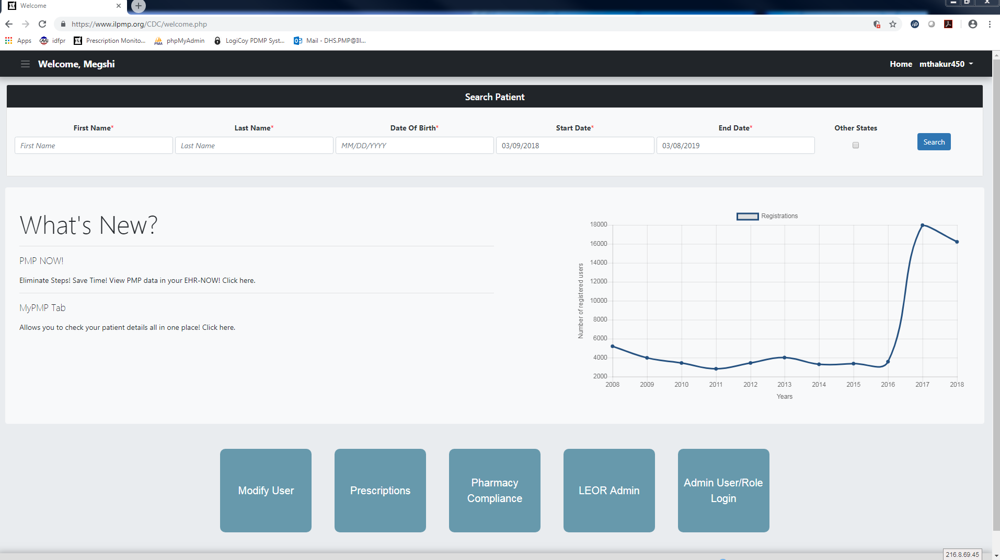 Welcome
https://www.ilpmp.org/CDC/welcome.php
Apps idfpr Prescription Monito... phpMyAdmin LogiCoy PDMP Syst... Mail - DHS.PMP@Ill...
Welcome, Megshi
Home mthakur450
Search Patient
First Name* Last Name* Date Of Birth* Start Date* End Date* Other States
First Name Last Name MM/DD/YYYY 03/09/2018 03/08/2019 Search
What's New?
PMP NOW!
Eliminate Steps! Save Time! View PMP data in your EHR-NOW! Click here.
MyPMP Tab
Allows you to check your patient details all in one place! Click here.
Registrations
Number of registered users
18000
16000
14000
12000
10000
8000
6000
4000
2000
2008 2009 2010 2011 2012 2013 2014 2015 2016 2017 2018
Years
Modify User
Prescriptions
Pharmacy
Compliance
LEOR Admin
Admin User/Role
Login
216.8.69.45